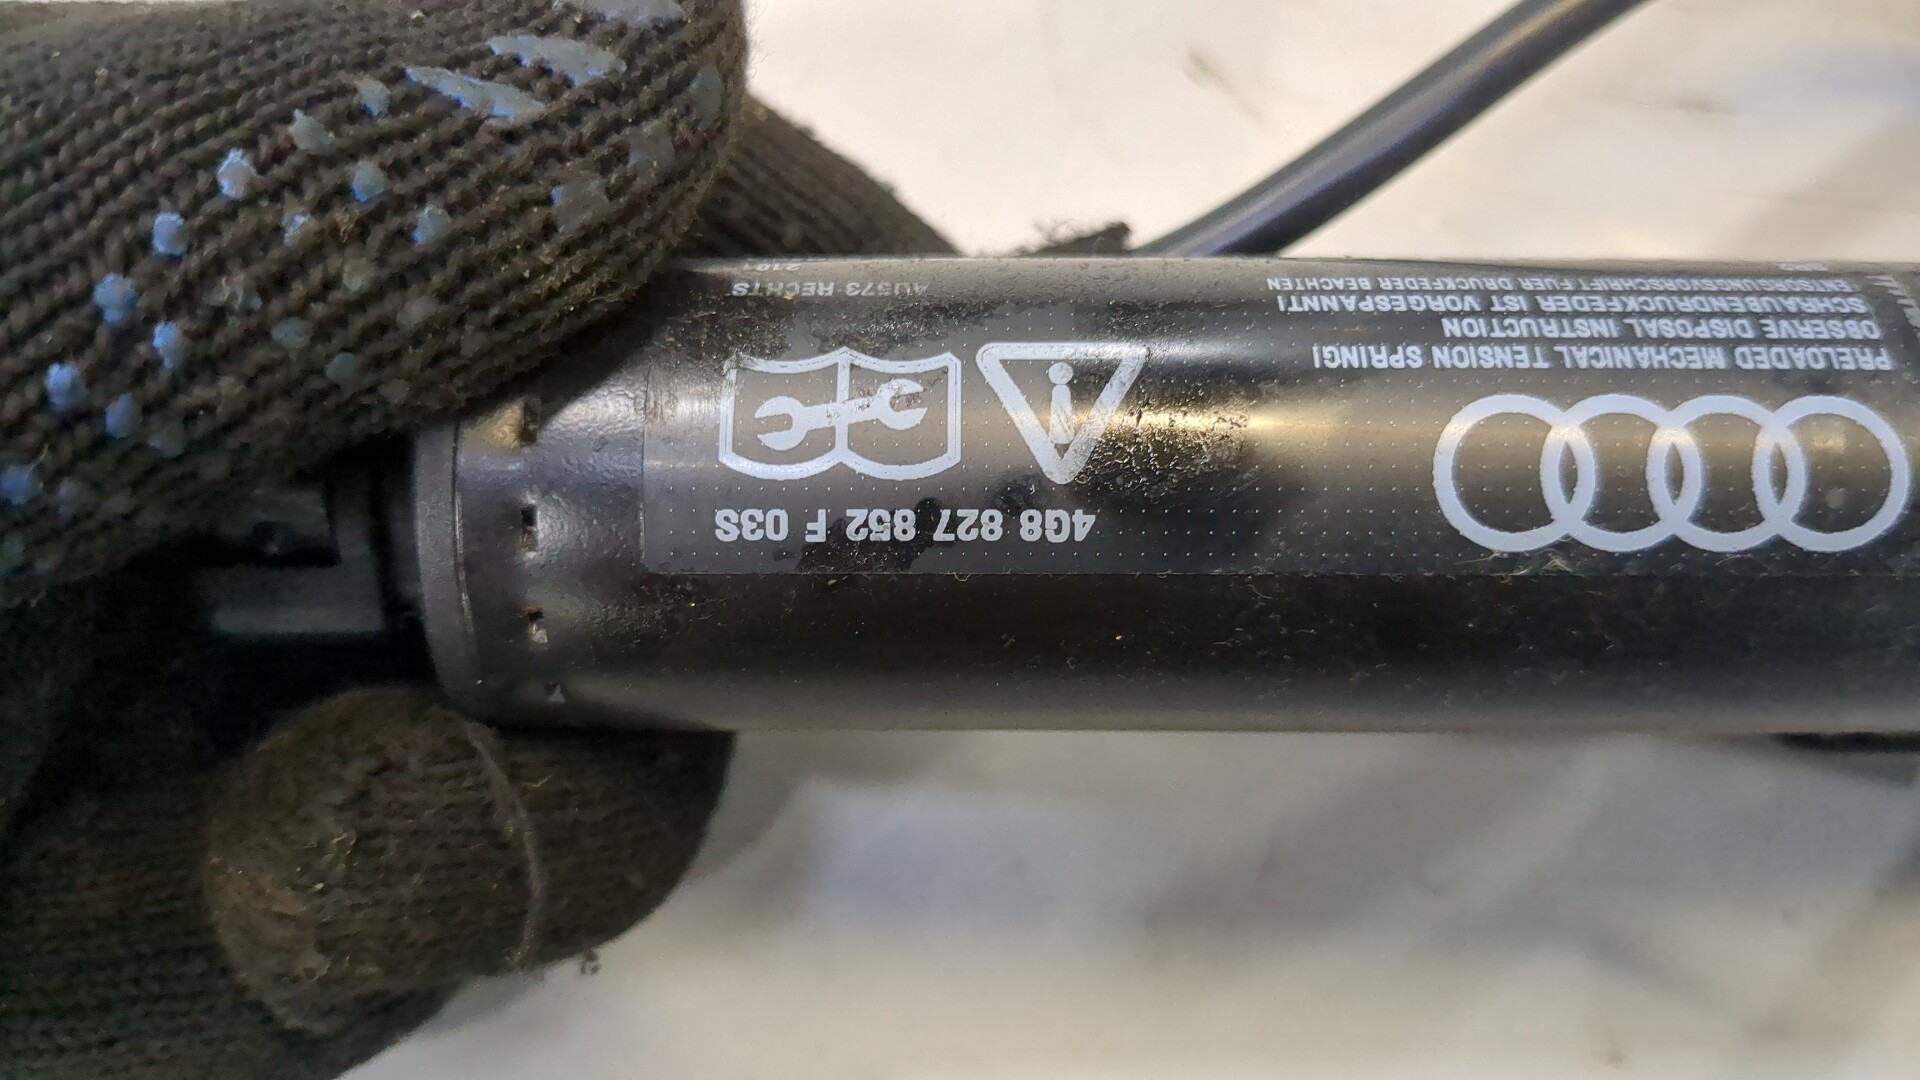 4G8 827 852 F 03S
PRELOADED MECHANICAL TENSION SPRING!
OBSERVE DISPOSAL INSTRUCTION
SCHRAUBENDRUCKFEDER IST VORGESPANNT!
ENTSORGUNGSVORSCHRIFT FUER DRUCKFEDER BEACHTEN
AU573 RECHTS